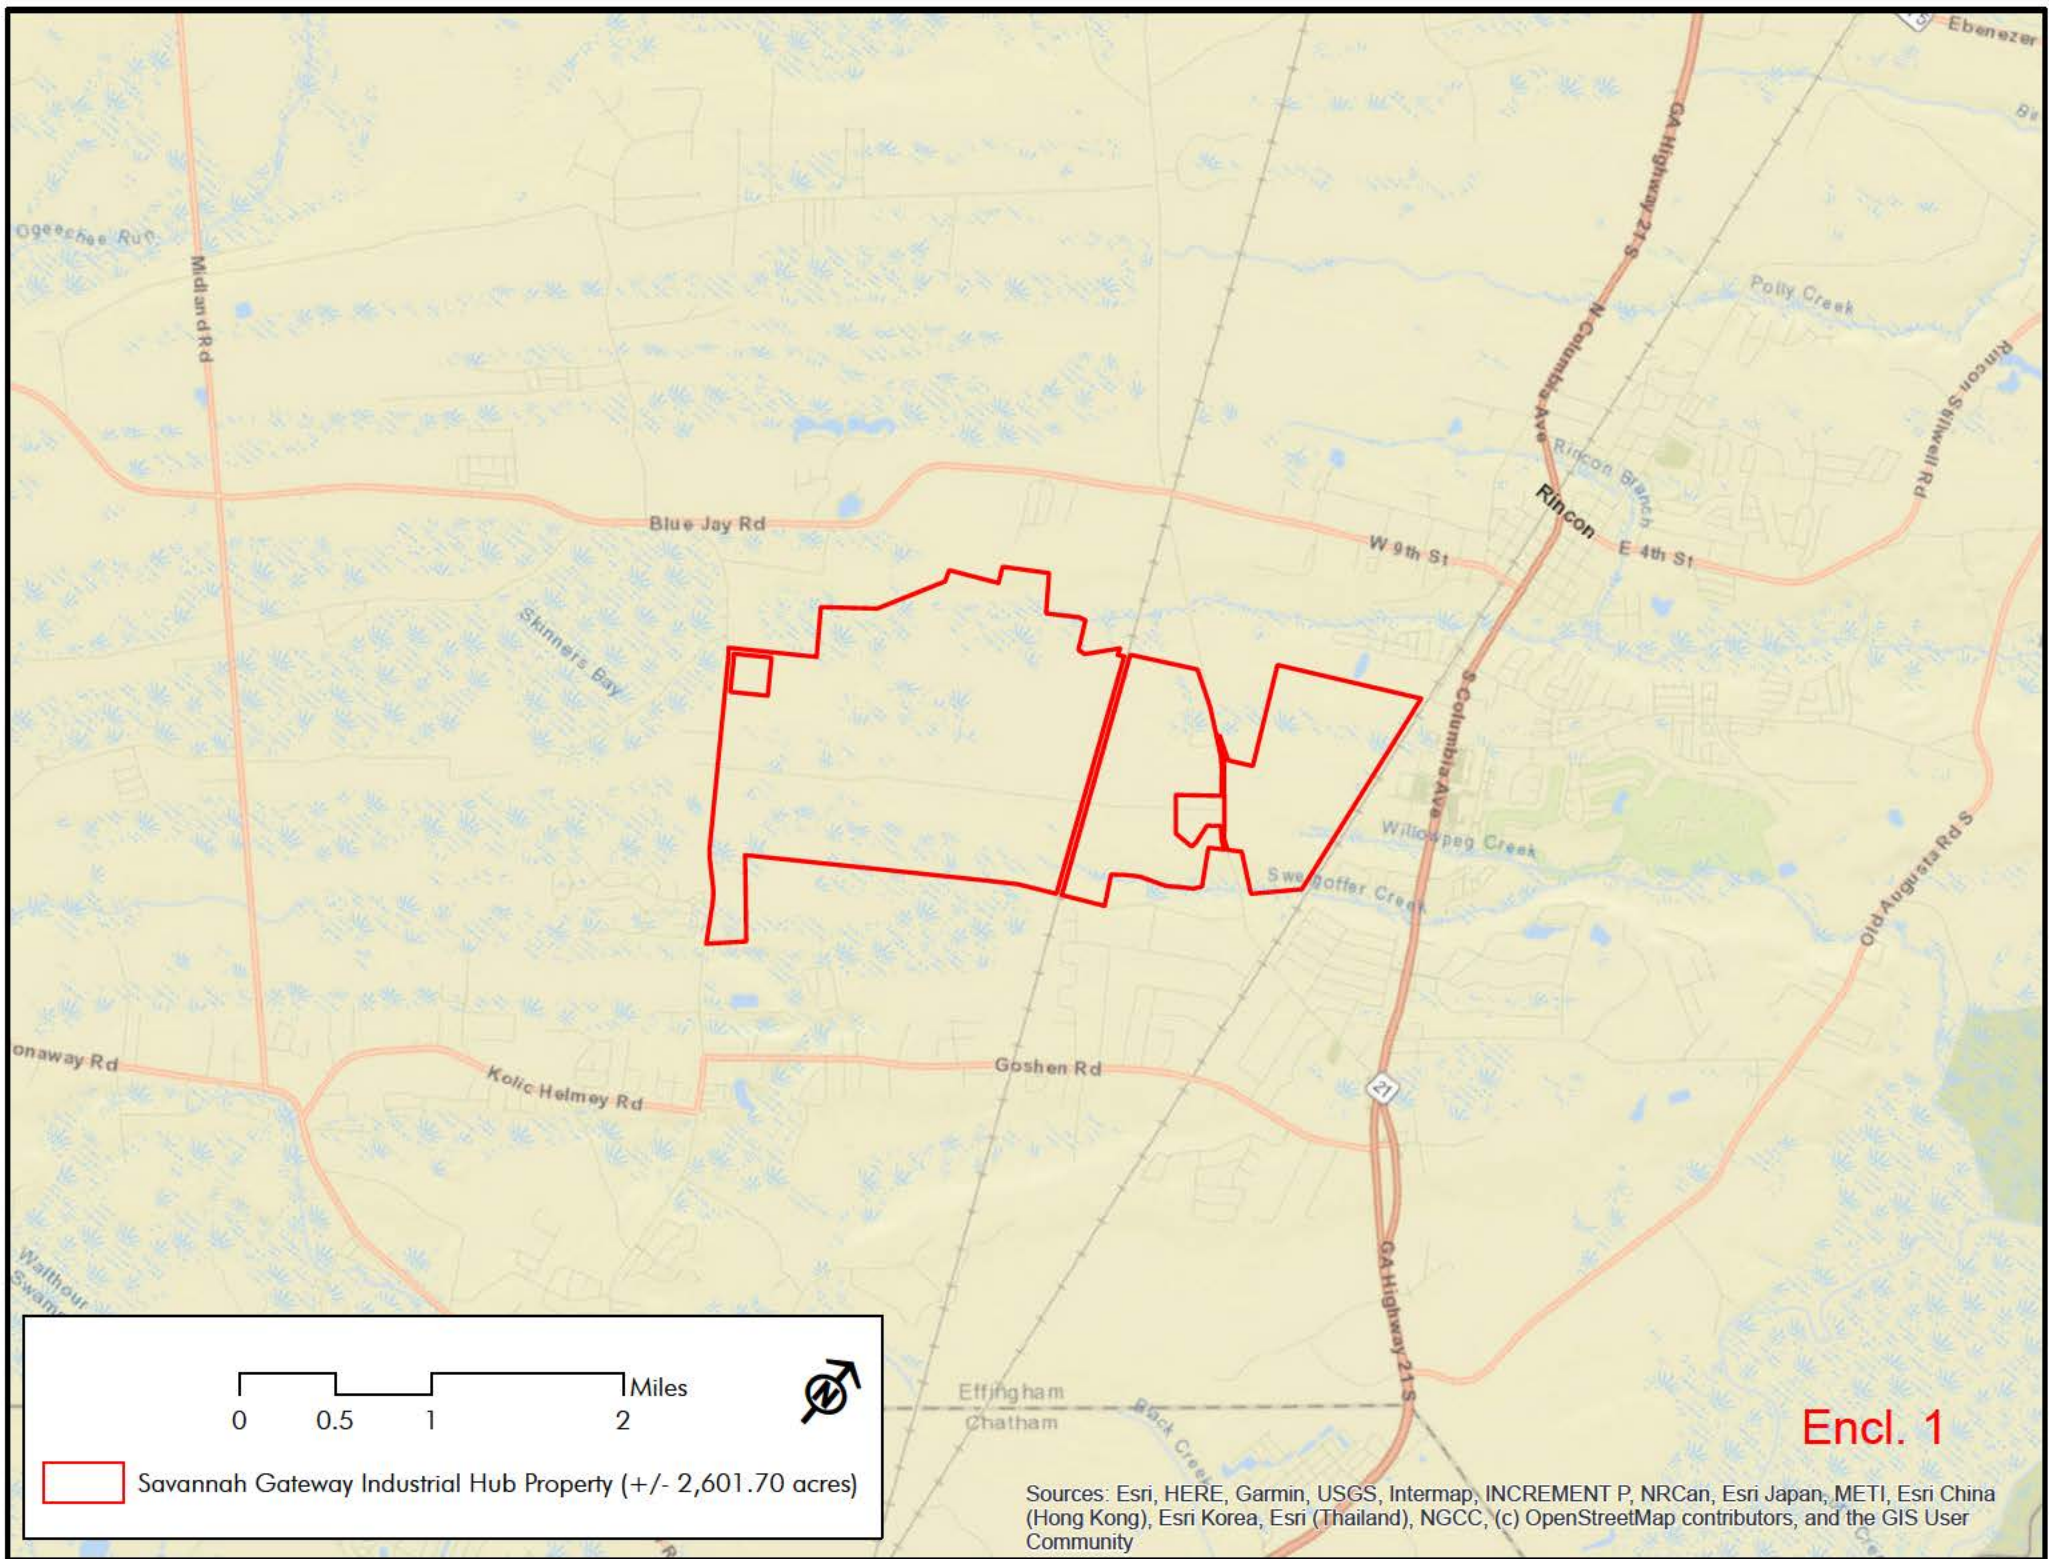 Ebenezer
GA Highway 21 S
Ogeechee Run
Midland Rd
Polly Creek
N Columbia Ave
Rincon Stillwell Rd
Rincon Branch
Rincon
Blue Jay Rd
W 9th St
E 4th St
Skinners Bay
S Columbia Ave
Willowpeg Creek
Sweigoffer Creek
Old Augusta Rd S
onaway Rd
Kolic Helmey Rd
Goshen Rd
21
Walthour
Swamp
GA Highway 21 S
Effingham
Chatham
Black Creek
Miles
0 0.5 1 2
N
Savannah Gateway Industrial Hub Property (+/- 2,601.70 acres)
Encl. 1
Sources: Esri, HERE, Garmin, USGS, Intermap, INCREMENT P, NRCan, Esri Japan, METI, Esri China
(Hong Kong), Esri Korea, Esri (Thailand), NGCC, (c) OpenStreetMap contributors, and the GIS User
Community